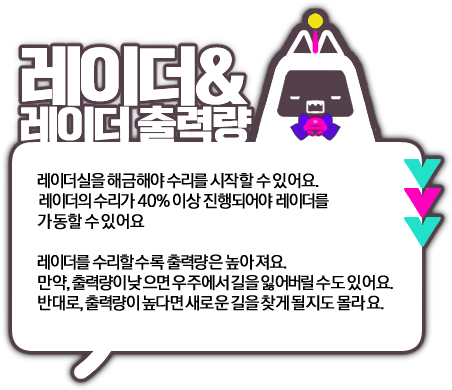 레이더&
레이더 출력량
레이더실을 해금해야 수리를 시작할 수 있어요.
레이더의 수리가 40% 이상 진행되어야 레이더를
가동할 수 있어요
레이더를 수리할수록 출력량은 높아져요.
만약, 출력량이 낮으면 우주에서 길을 잃어버릴 수도 있어요.
반대로, 출력량이 높다면 새로운 길을 찾게 될지도 몰라요.